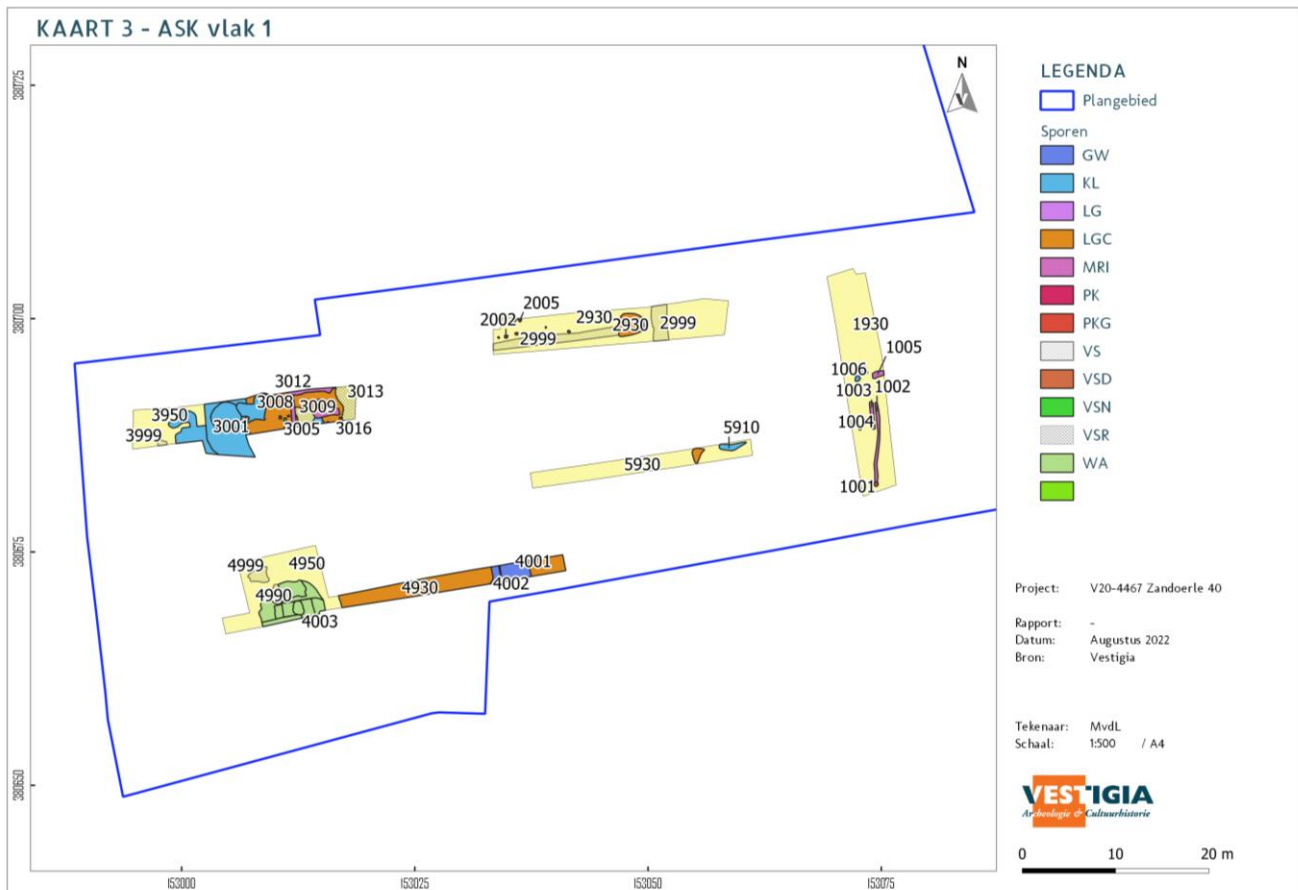 KAART 3 - ASK vlak 1
380725
380700
380675
380650
153000
153025
153050
153075
N
2005
2002
2930
2930
2999
2999
1930
1005
1006
1002
1003
1004
1001
3012
3013
3008
3009
3950
3001
3005
3016
3999
5910
5930
4999
4950
4001
4930
4002
4990
4003
LEGENDA
Plangebied
Sporen
GW
KL
LG
LGC
MRI
PK
PKG
VS
VSD
VSN
VSR
WA
Project: V20-4467 Zandoerle 40
Rapport: -
Datum: Augustus 2022
Bron: Vestigia
Tekenaar: MvdL
Schaal: 1:500 / A4
VESTIGIA
Archeologie & Cultuurhistorie
0 10 20 m